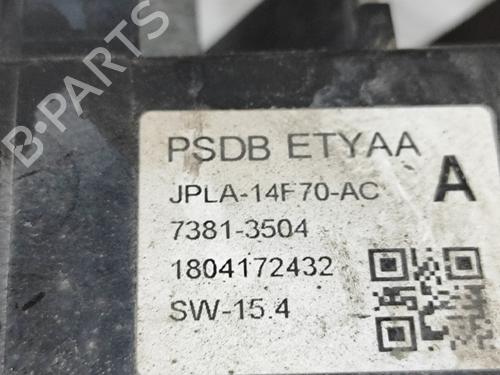 B-PARTS
PSDB ETYAA
JPLA-14F70-AC
A
7381-3504
1804172432
SW-15.4